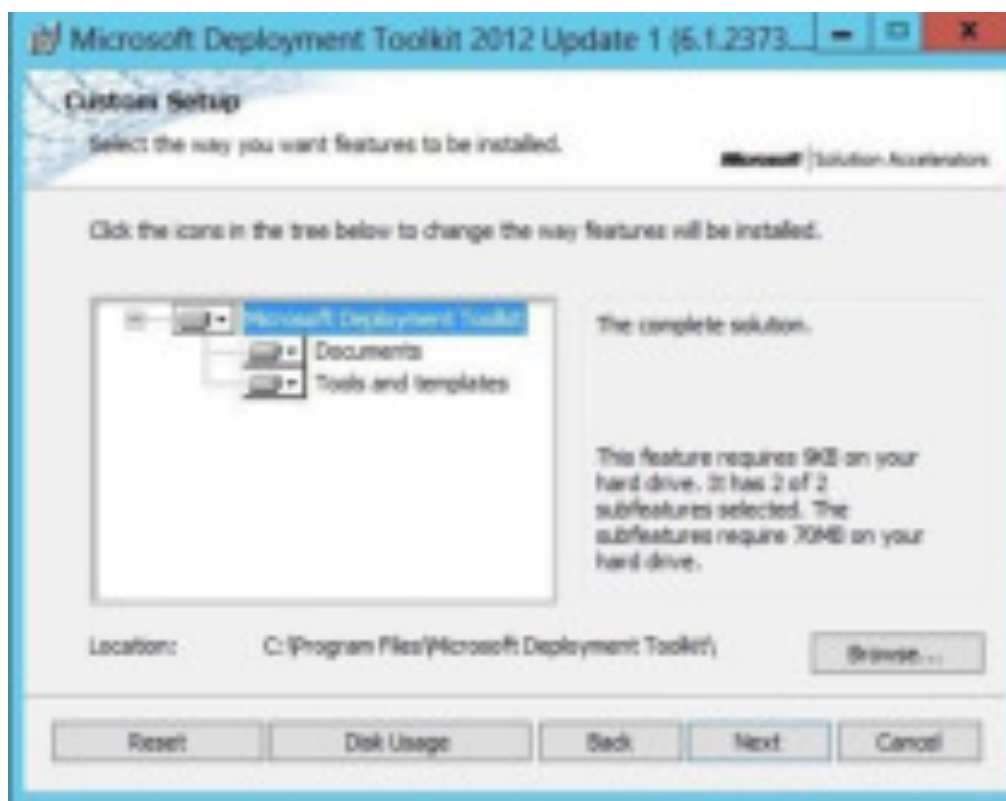 Microsoft Deployment Toolkit 2012 Update 1 (6.1.2373...
Custom Setup
Select the way you want features to be installed.
Microsoft | Solution Accelerators
Click the icons in the tree below to change the way features will be installed.
Microsoft Deployment Toolkit
Documents
Tools and templates
The complete solution.
This feature requires 9KB on your
hard drive. It has 2 of 2
subfeatures selected. The
subfeatures require 70MB on your
hard drive.
Location: C:\Program Files\Microsoft Deployment Toolkit\
Browse...
Reset Disk Usage Back Next Cancel